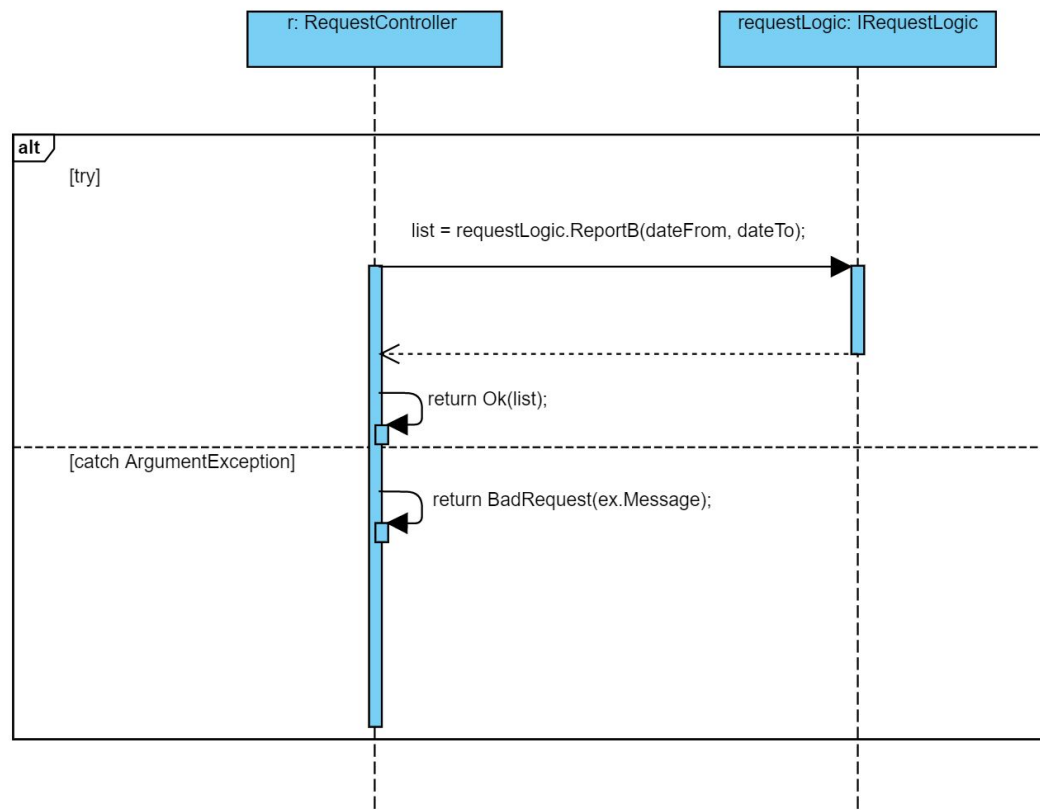 r: RequestController
requestLogic: IRequestLogic
alt
[try]
list = requestLogic.ReportB(dateFrom, dateTo);
return Ok(list);
[catch ArgumentException]
return BadRequest(ex.Message);